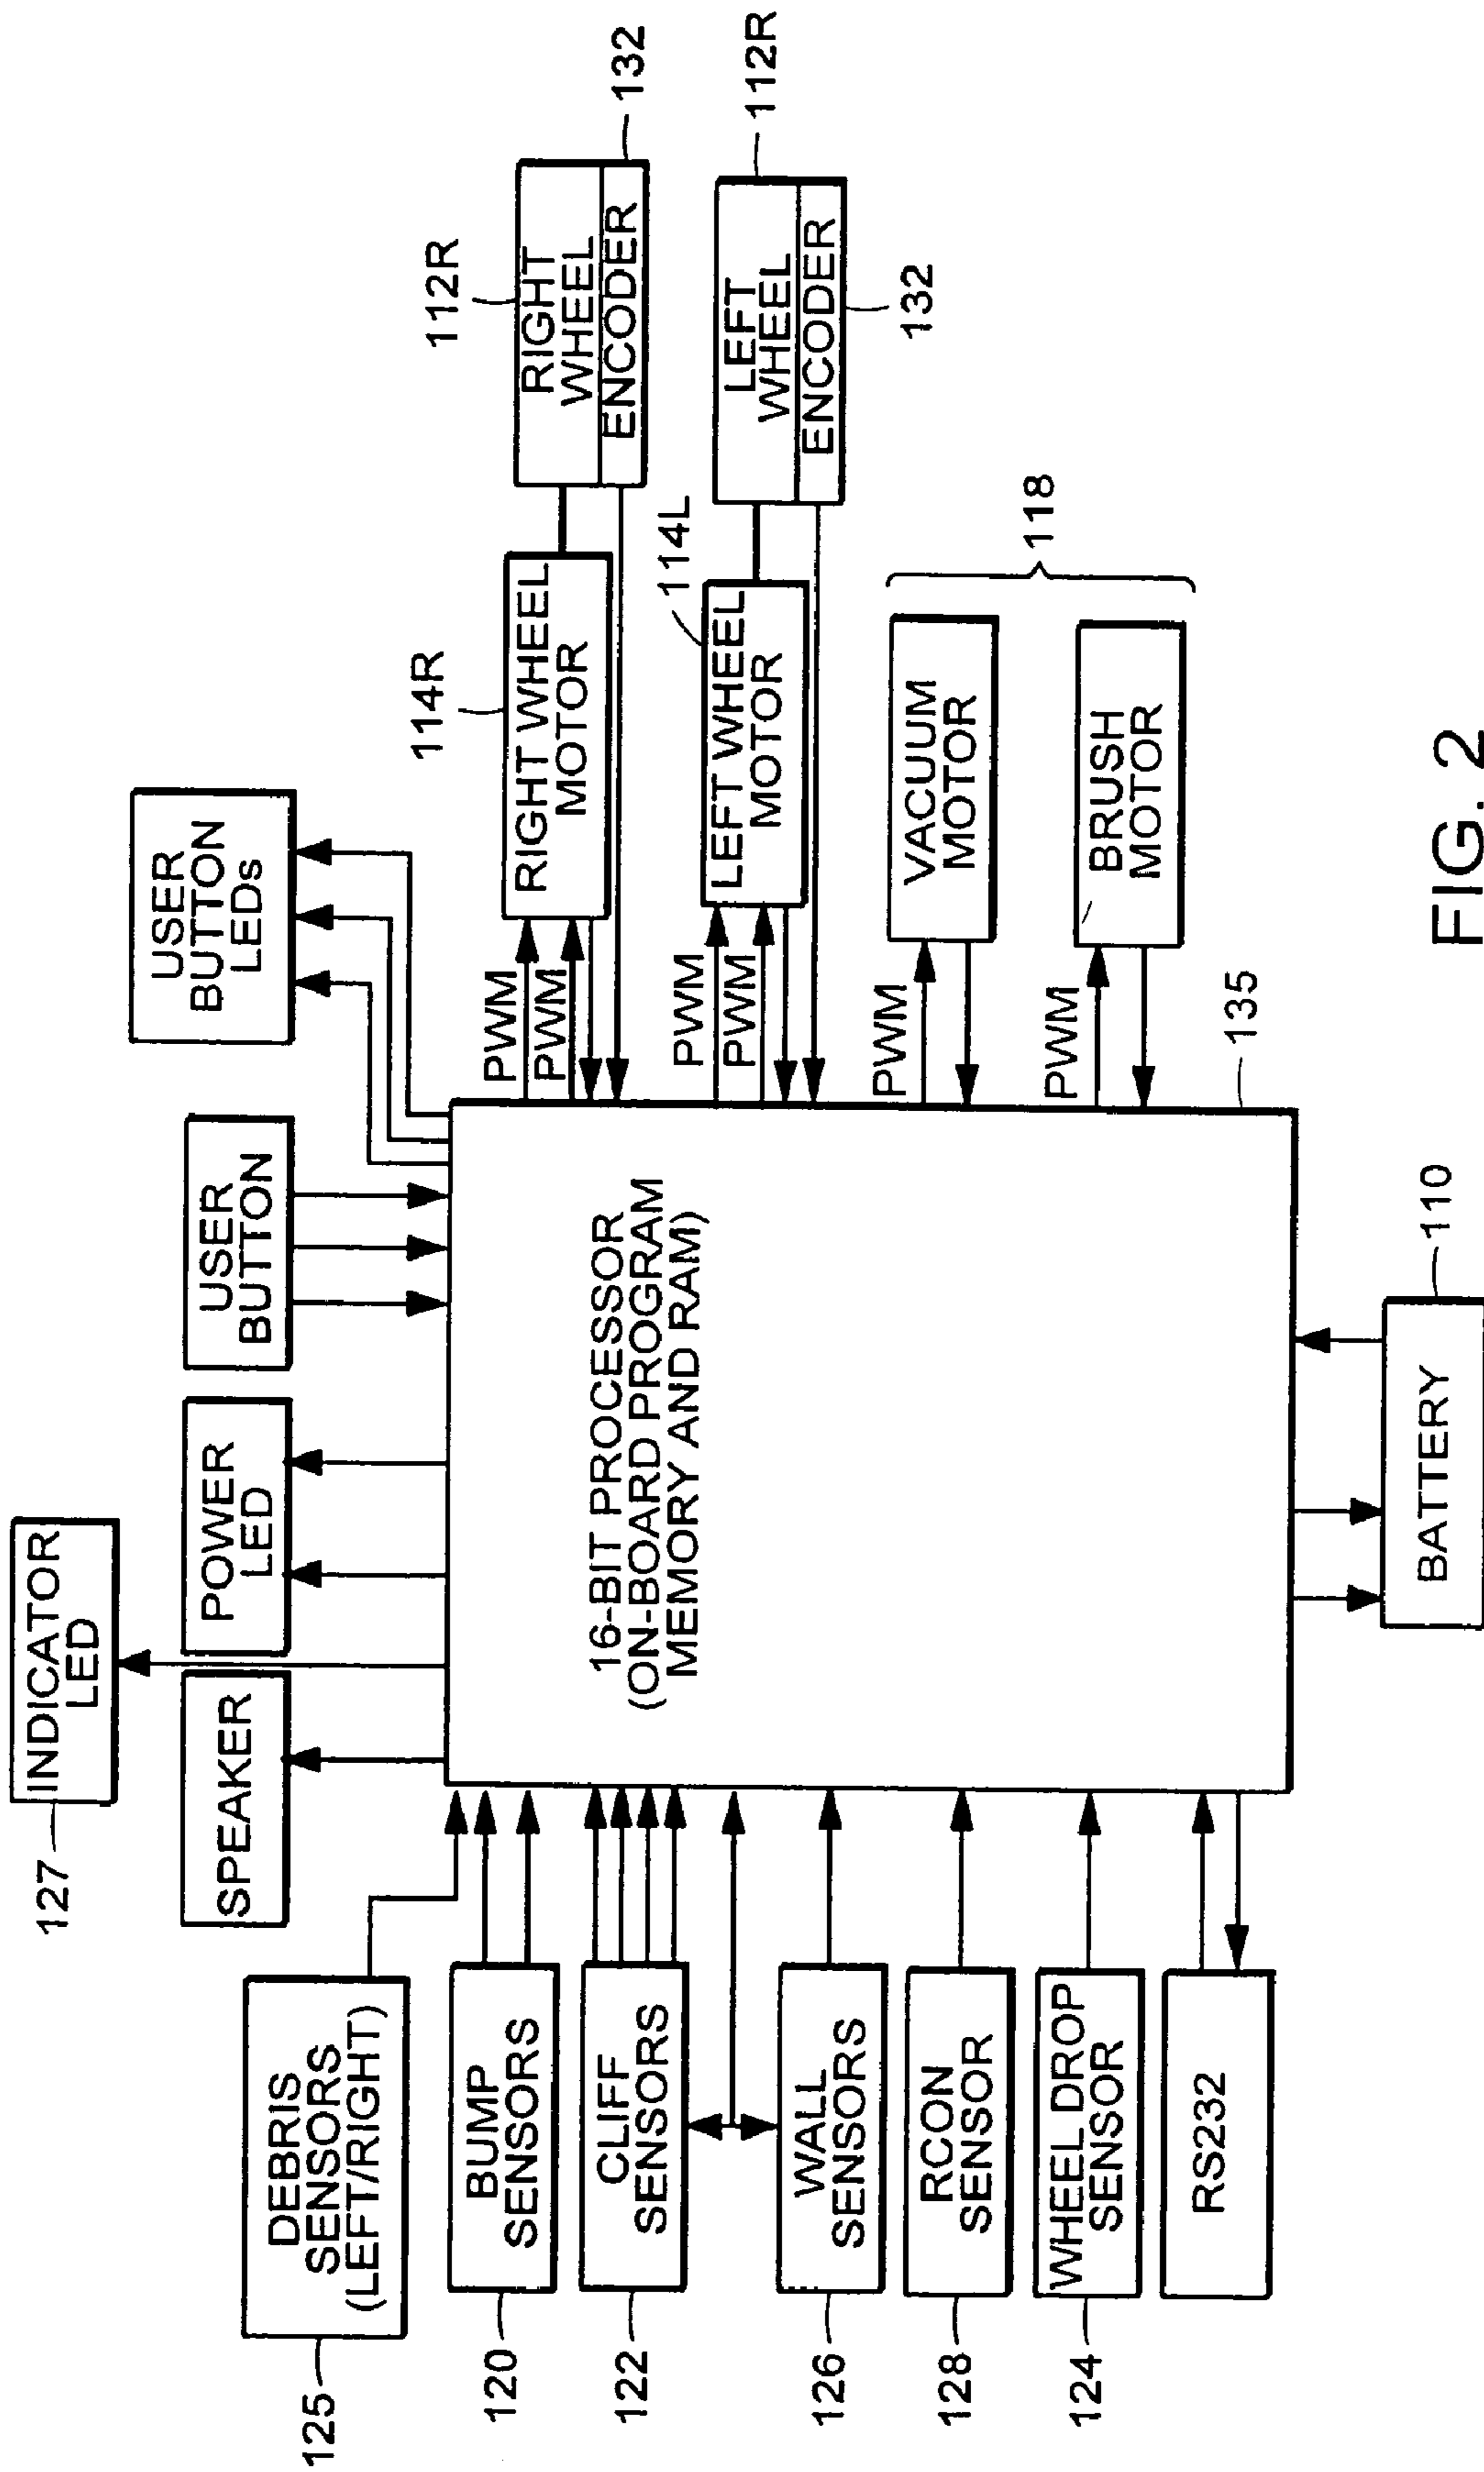 127
INDICATOR
LED
SPEAKER
POWER
LED
USER
BUTTON
USER
BUTTON
LEDs
125
DEBRIS
SENSORS
(LEFT/RIGHT)
120
BUMP
SENSORS
122
CLIFF
SENSORS
126
WALL
SENSORS
128
RCON
SENSOR
124
WHEEL DROP
SENSOR
RS232
16-BIT PROCESSOR
(ON-BOARD PROGRAM
MEMORY AND RAM)
135
BATTERY
110
PWM
PWM
114R
RIGHT WHEEL
MOTOR
112R
RIGHT
WHEEL
ENCODER
132
PWM
PWM
114L
LEFT WHEEL
MOTOR
112R
LEFT
WHEEL
ENCODER
132
PWM
VACUUM
MOTOR
118
PWM
BRUSH
MOTOR
FIG. 2